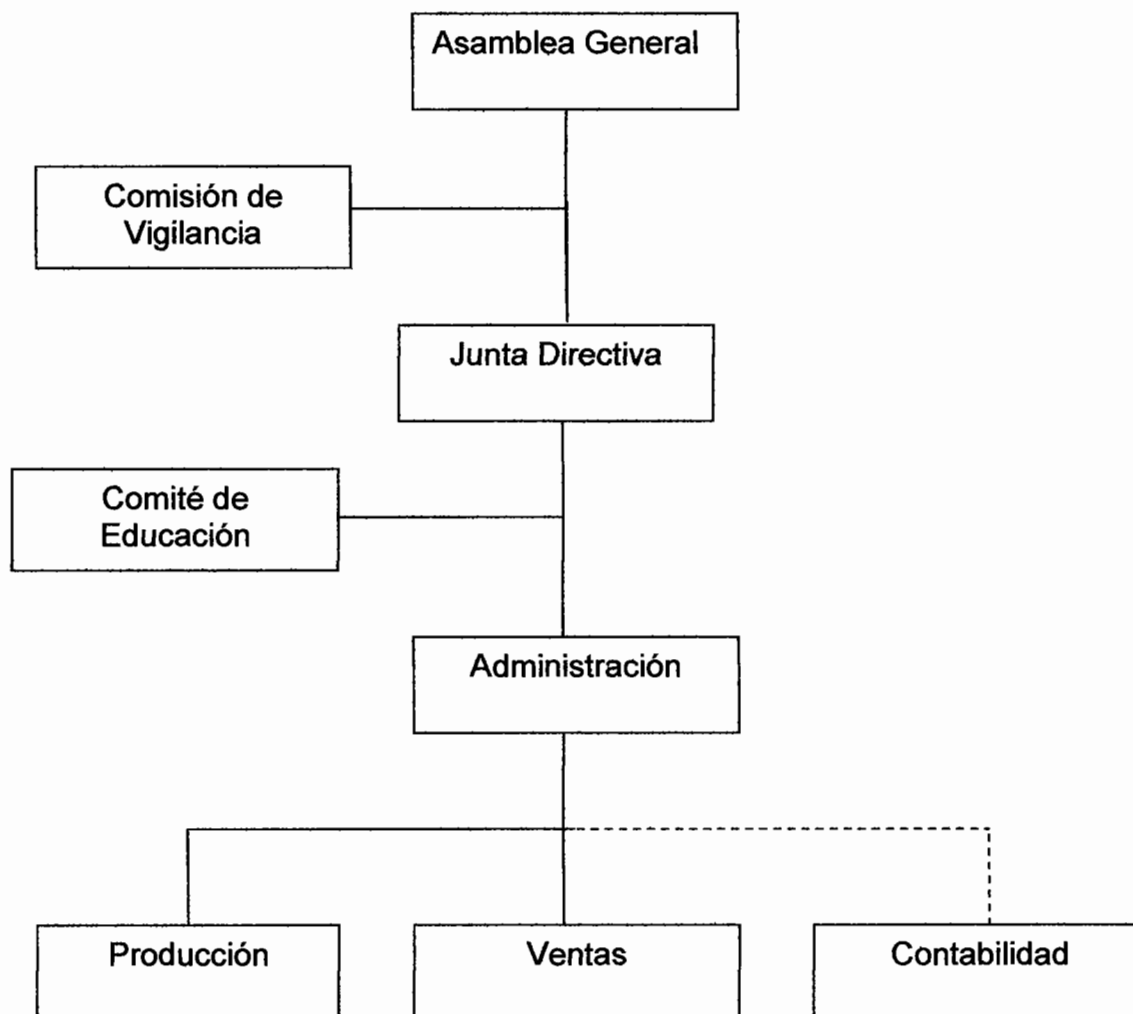 Asamblea General
Comisión de
Vigilancia
Junta Directiva
Comité de
Educación
Administración
Producción
Ventas
Contabilidad